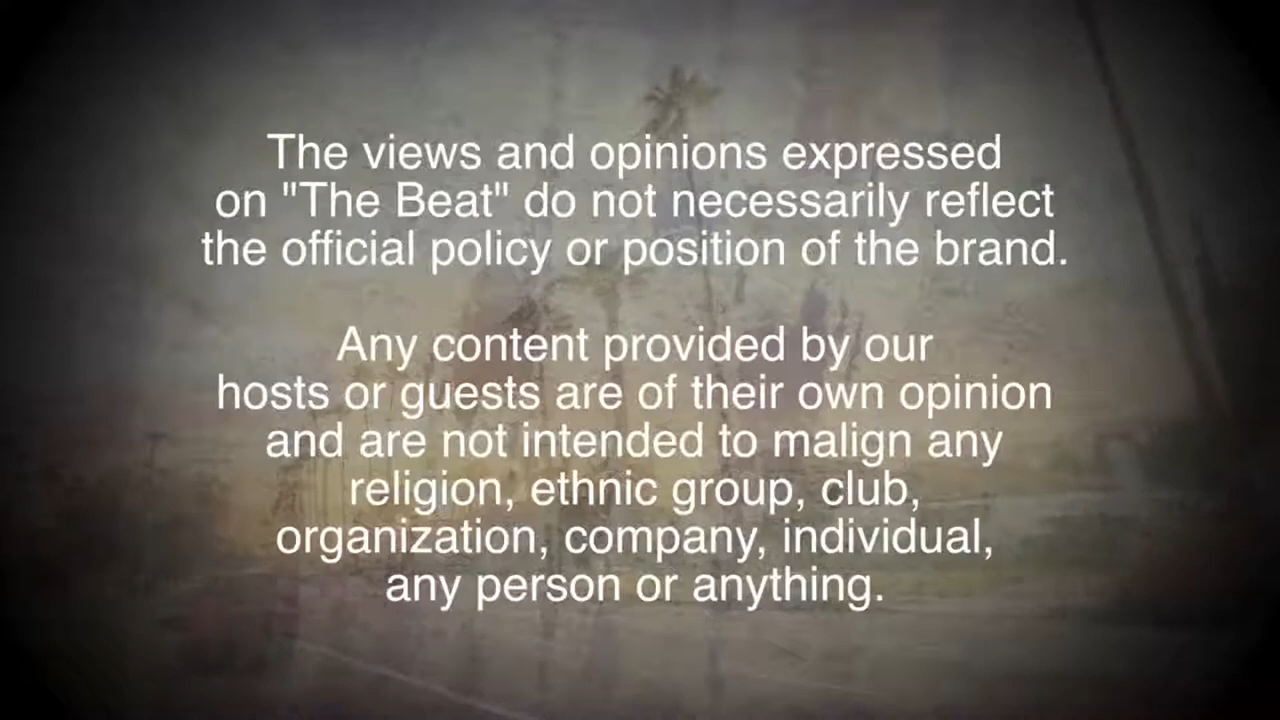 The views and opinions expressed
on "The Beat" do not necessarily reflect
the official policy or position of the brand.
Any content provided by our
hosts or guests are of their own opinion
and are not intended to malign any
religion, ethnic group, club,
organization, company, individual,
any person or anything.